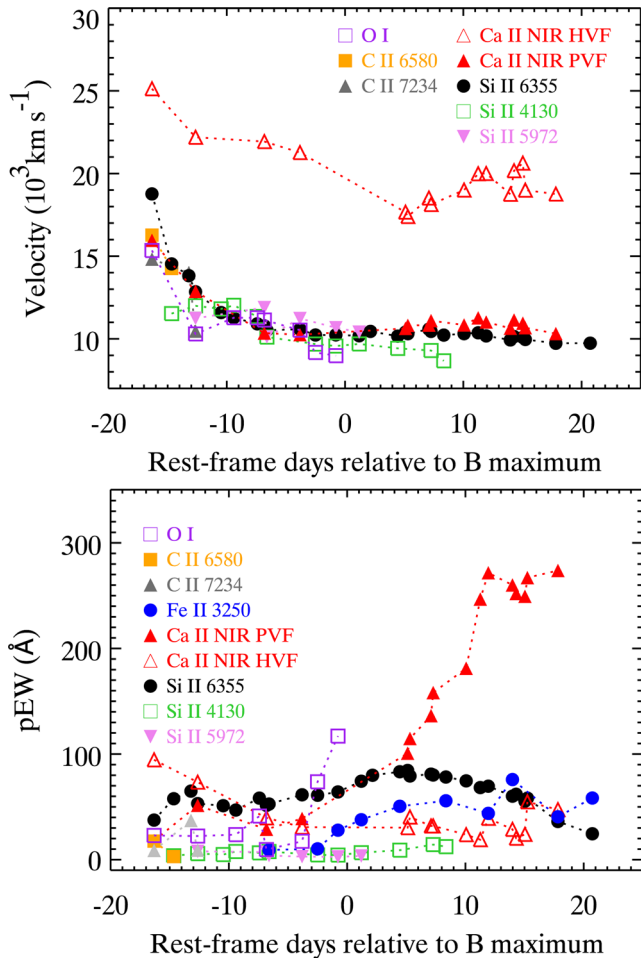 30
25
20
15
10
Velocity (10³km s⁻¹)
O I
C II 6580
C II 7234
Ca II NIR HVF
Ca II NIR PVF
Si II 6355
Si II 4130
Si II 5972
-20 -10 0 10 20
Rest-frame days relative to B maximum
300
200
100
0
pEW (Å)
O I
C II 6580
C II 7234
Fe II 3250
Ca II NIR PVF
Ca II NIR HVF
Si II 6355
Si II 4130
Si II 5972
-20 -10 0 10 20
Rest-frame days relative to B maximum